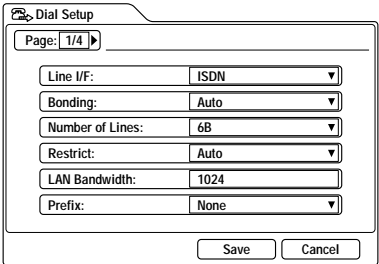 Dial Setup
Page: 1/4
Line I/F: ISDN
Bonding: Auto
Number of Lines: 6B
Restrict: Auto
LAN Bandwidth: 1024
Prefix: None
Save Cancel